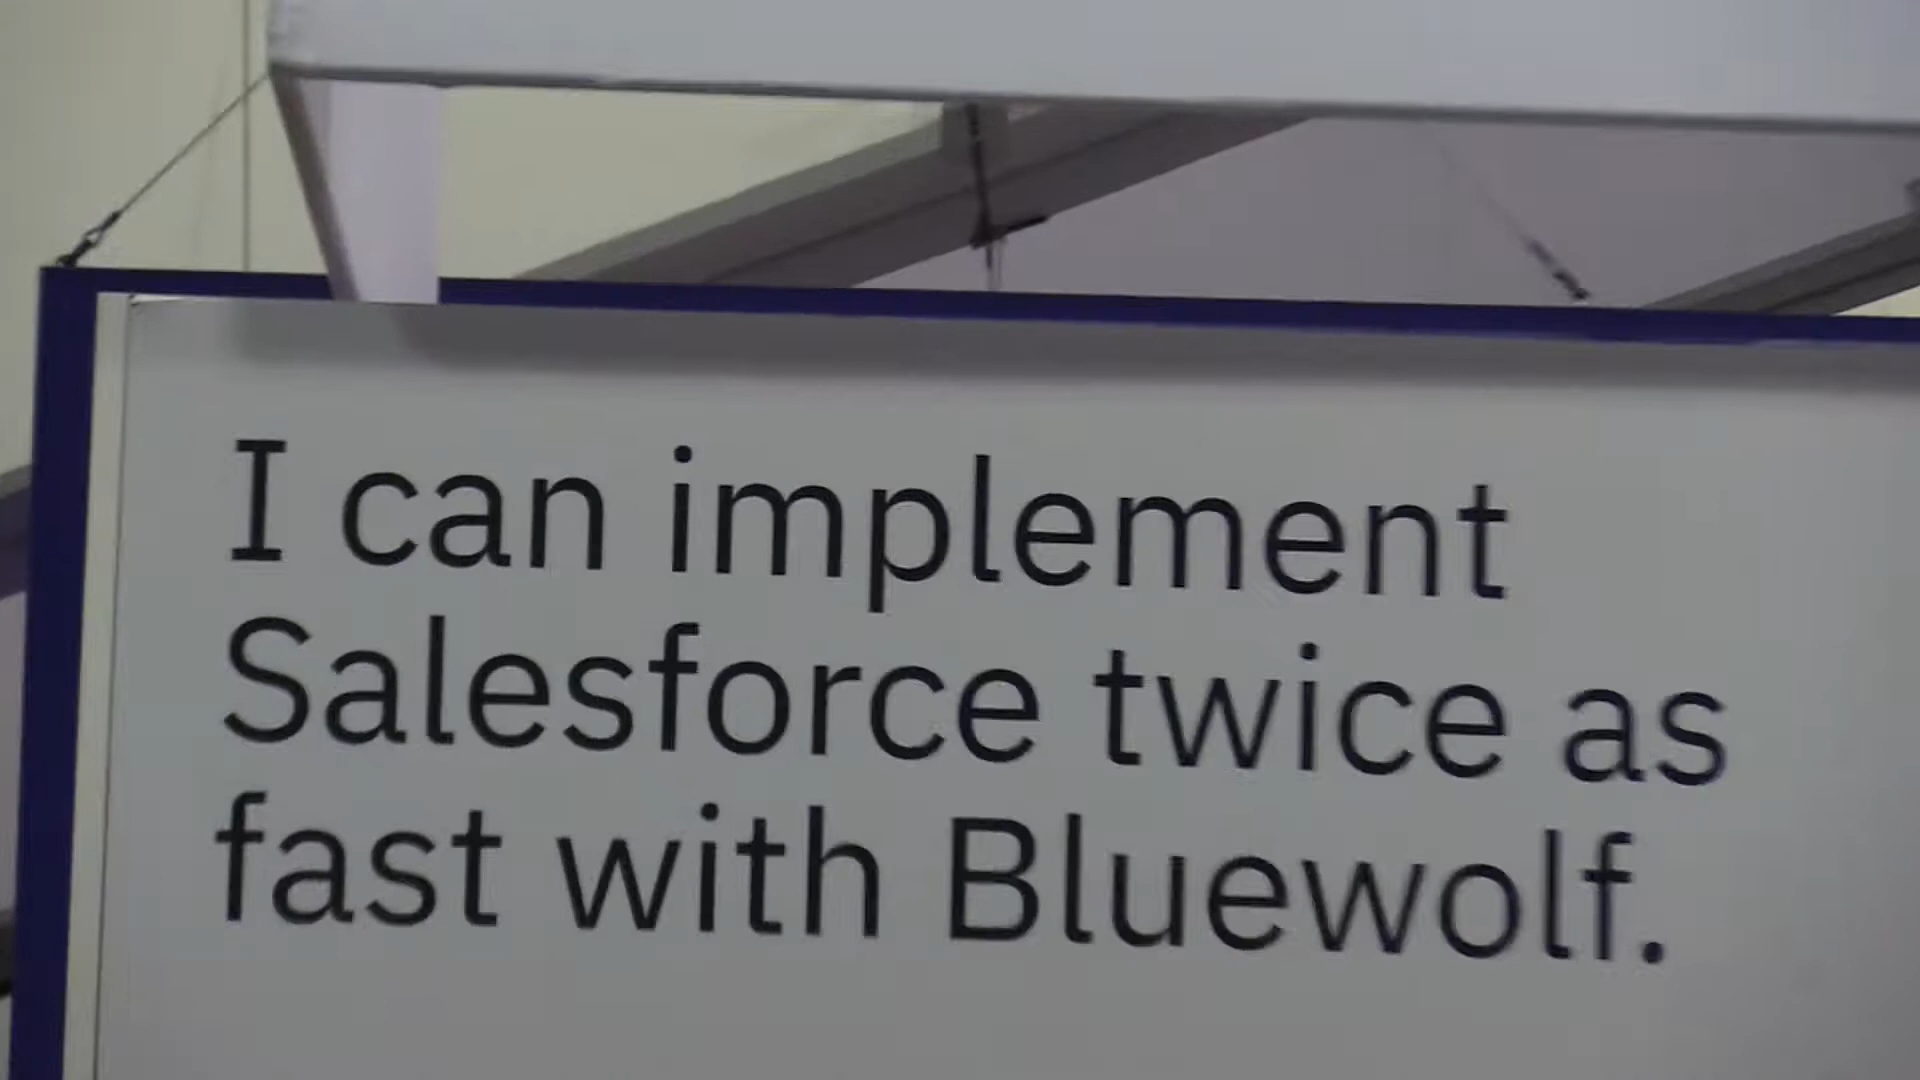 I can implement
Salesforce twice as
fast with Bluewolf.